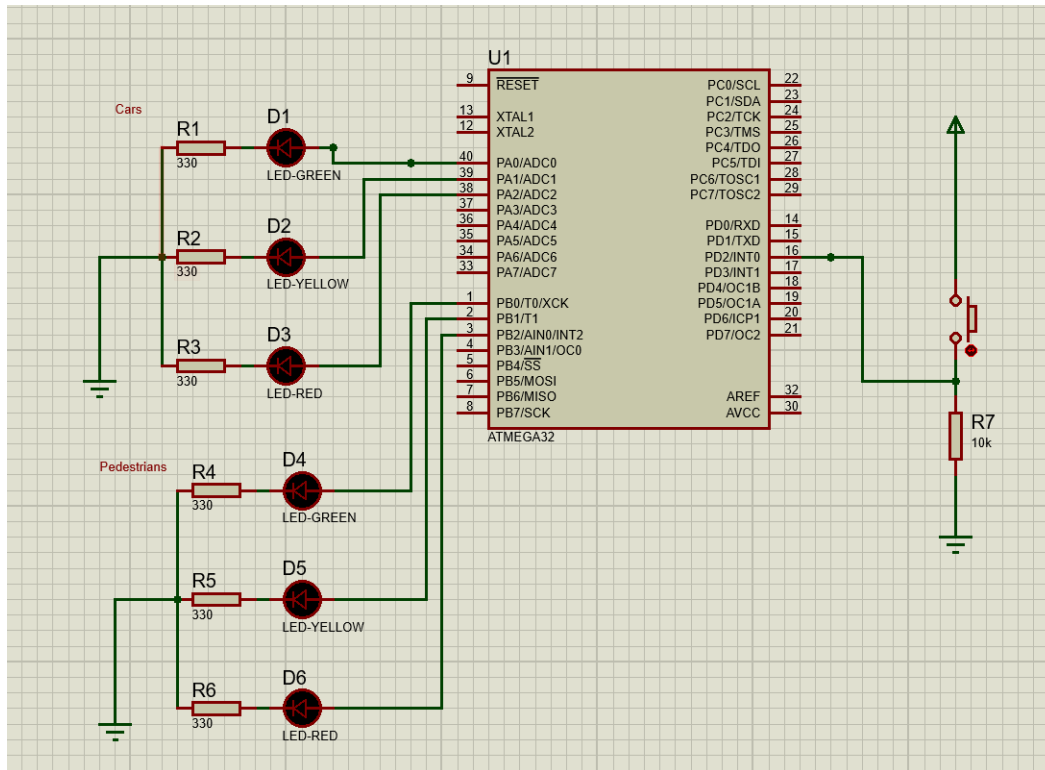 U1
9 RESET
13 XTAL1
12 XTAL2
40 PA0/ADC0
39 PA1/ADC1
38 PA2/ADC2
37 PA3/ADC3
36 PA4/ADC4
35 PA5/ADC5
34 PA6/ADC6
33 PA7/ADC7
1 PB0/T0/XCK
2 PB1/T1
3 PB2/AIN0/INT2
4 PB3/AIN1/OC0
5 PB4/SS
6 PB5/MOSI
7 PB6/MISO
8 PB7/SCK
PC0/SCL 22
PC1/SDA 23
PC2/TCK 24
PC3/TMS 25
PC4/TDO 26
PC5/TDI 27
PC6/TOSC1 28
PC7/TOSC2 29
PD0/RXD 14
PD1/TXD 15
PD2/INT0 16
PD3/INT1 17
PD4/OC1B 18
PD5/OC1A 19
PD6/ICP1 20
PD7/OC2 21
AREF 32
AVCC 30
ATMEGA32
Cars
R1
330
D1
LED-GREEN
R2
330
D2
LED-YELLOW
R3
330
D3
LED-RED
Pedestrians
R4
330
D4
LED-GREEN
R5
330
D5
LED-YELLOW
R6
330
D6
LED-RED
R7
10k